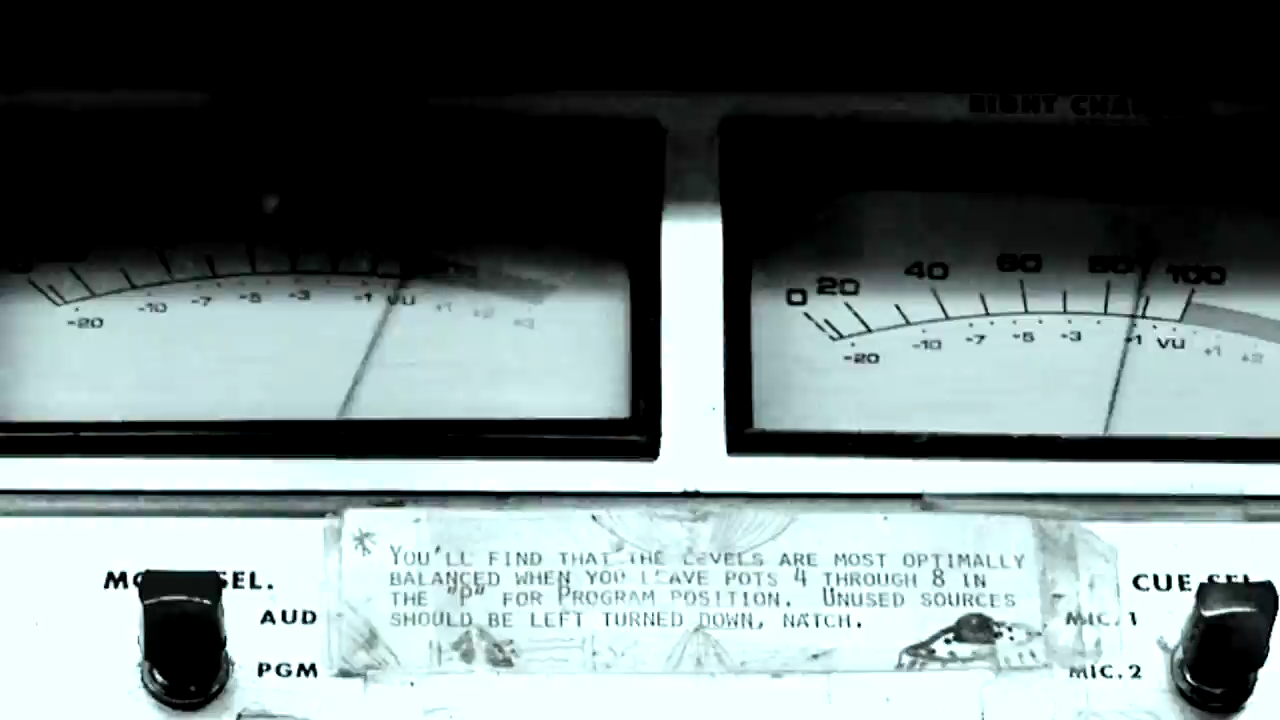 RIGHT CHA
0 20 40 60 80 100
-20 -10 -7 -5 -3 -1 VU +1 +2 +3
-20 -10 -7 -5 -3 -1 VU +1 +2
* YOU'LL FIND THAT THE LEVELS ARE MOST OPTIMALLY
BALANCED WHEN YOU LEAVE POTS 4 THROUGH 8 IN
THE "P" FOR PROGRAM POSITION. UNUSED SOURCES
SHOULD BE LEFT TURNED DOWN, NATCH.
SEL.
AUD
PGM
CUE SEL
MIC.1
MIC.2